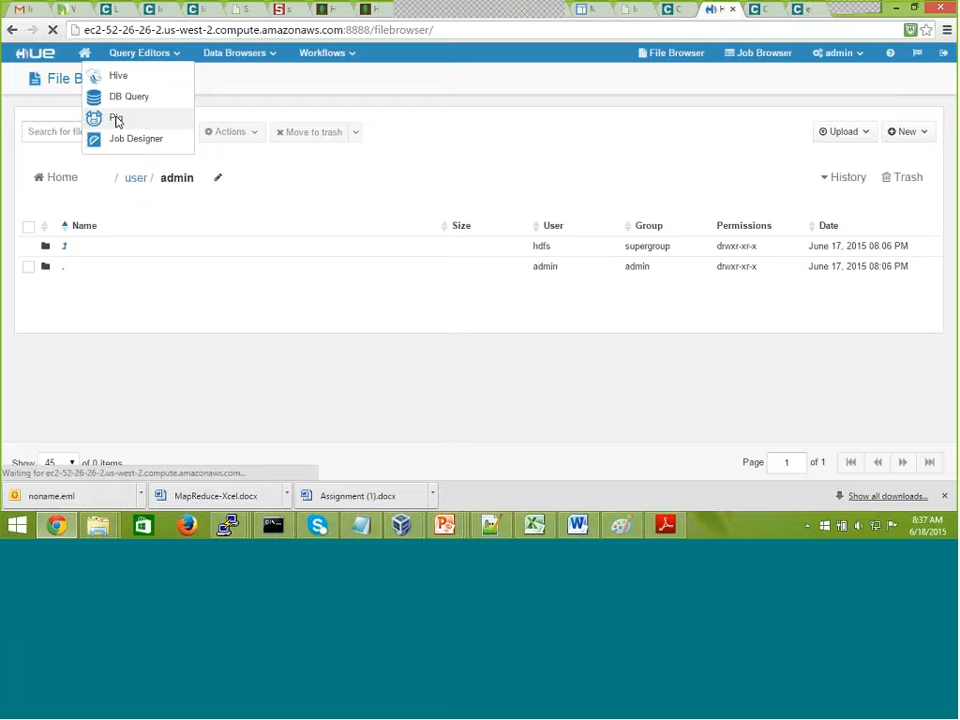 ec2-52-26-26-2.us-west-2.compute.amazonaws.com:8888/filebrowser/
HUE Query Editors Data Browsers Workflows File Browser Job Browser admin
Hive
File B
DB Query
Search for file Actions Move to trash Upload New
Job Designer
Home / user / admin History Trash
Name Size User Group Permissions Date
hdfs supergroup drwxr-xr-x June 17, 2015 08:06 PM
. admin admin drwxr-xr-x June 17, 2015 08:06 PM
Show 45 of 0 items Page 1 of 1
Waiting for ec2-52-26-26-2.us-west-2.compute.amazonaws.com...
noname.eml MapReduce-Xcel.docx Assignment (1).docx Show all downloads...
8:37 AM
6/18/2015